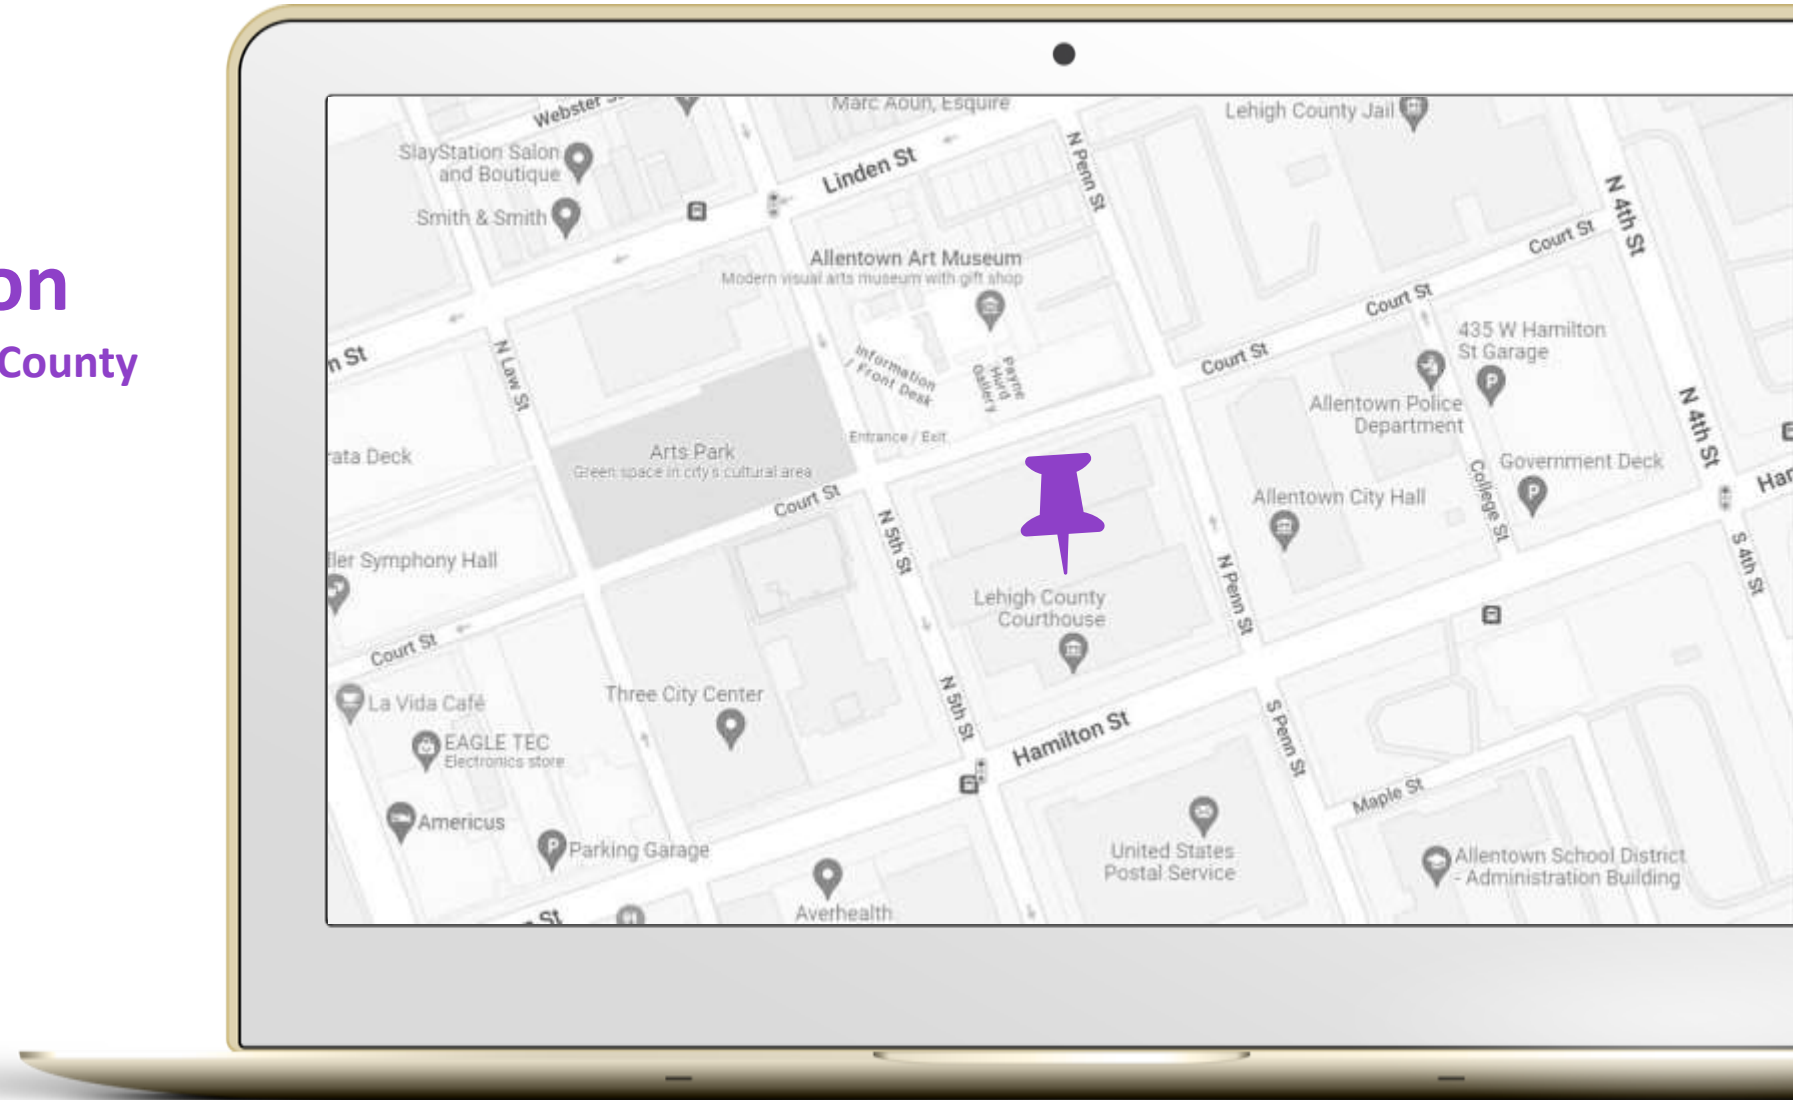 on
County
Webster
Marc Aoun, Esquire
Lehigh County Jail
SlayStation Salon
and Boutique
Smith & Smith
Linden St
N Penn St
N 4th St
Court St
Allentown Art Museum
Modern visual arts museum with gift shop
Court St
435 W Hamilton
St Garage
n St
N Law St
Information
/ Front Desk
Payne
Hurd
Gallery
Court St
Allentown Police
Department
N 4th St
Entrance / Exit
Arts Park
Green space in city's cultural area
rata Deck
Government Deck
Har
Court St
Allentown City Hall
College St
N 5th St
ller Symphony Hall
N Penn St
S 4th St
Lehigh County
Courthouse
Court St
La Vida Café
Three City Center
N 5th St
Hamilton St
S Penn St
EAGLE TEC
Electronics store
Maple St
Americus
Parking Garage
United States
Postal Service
Allentown School District
- Administration Building
Averhealth
St